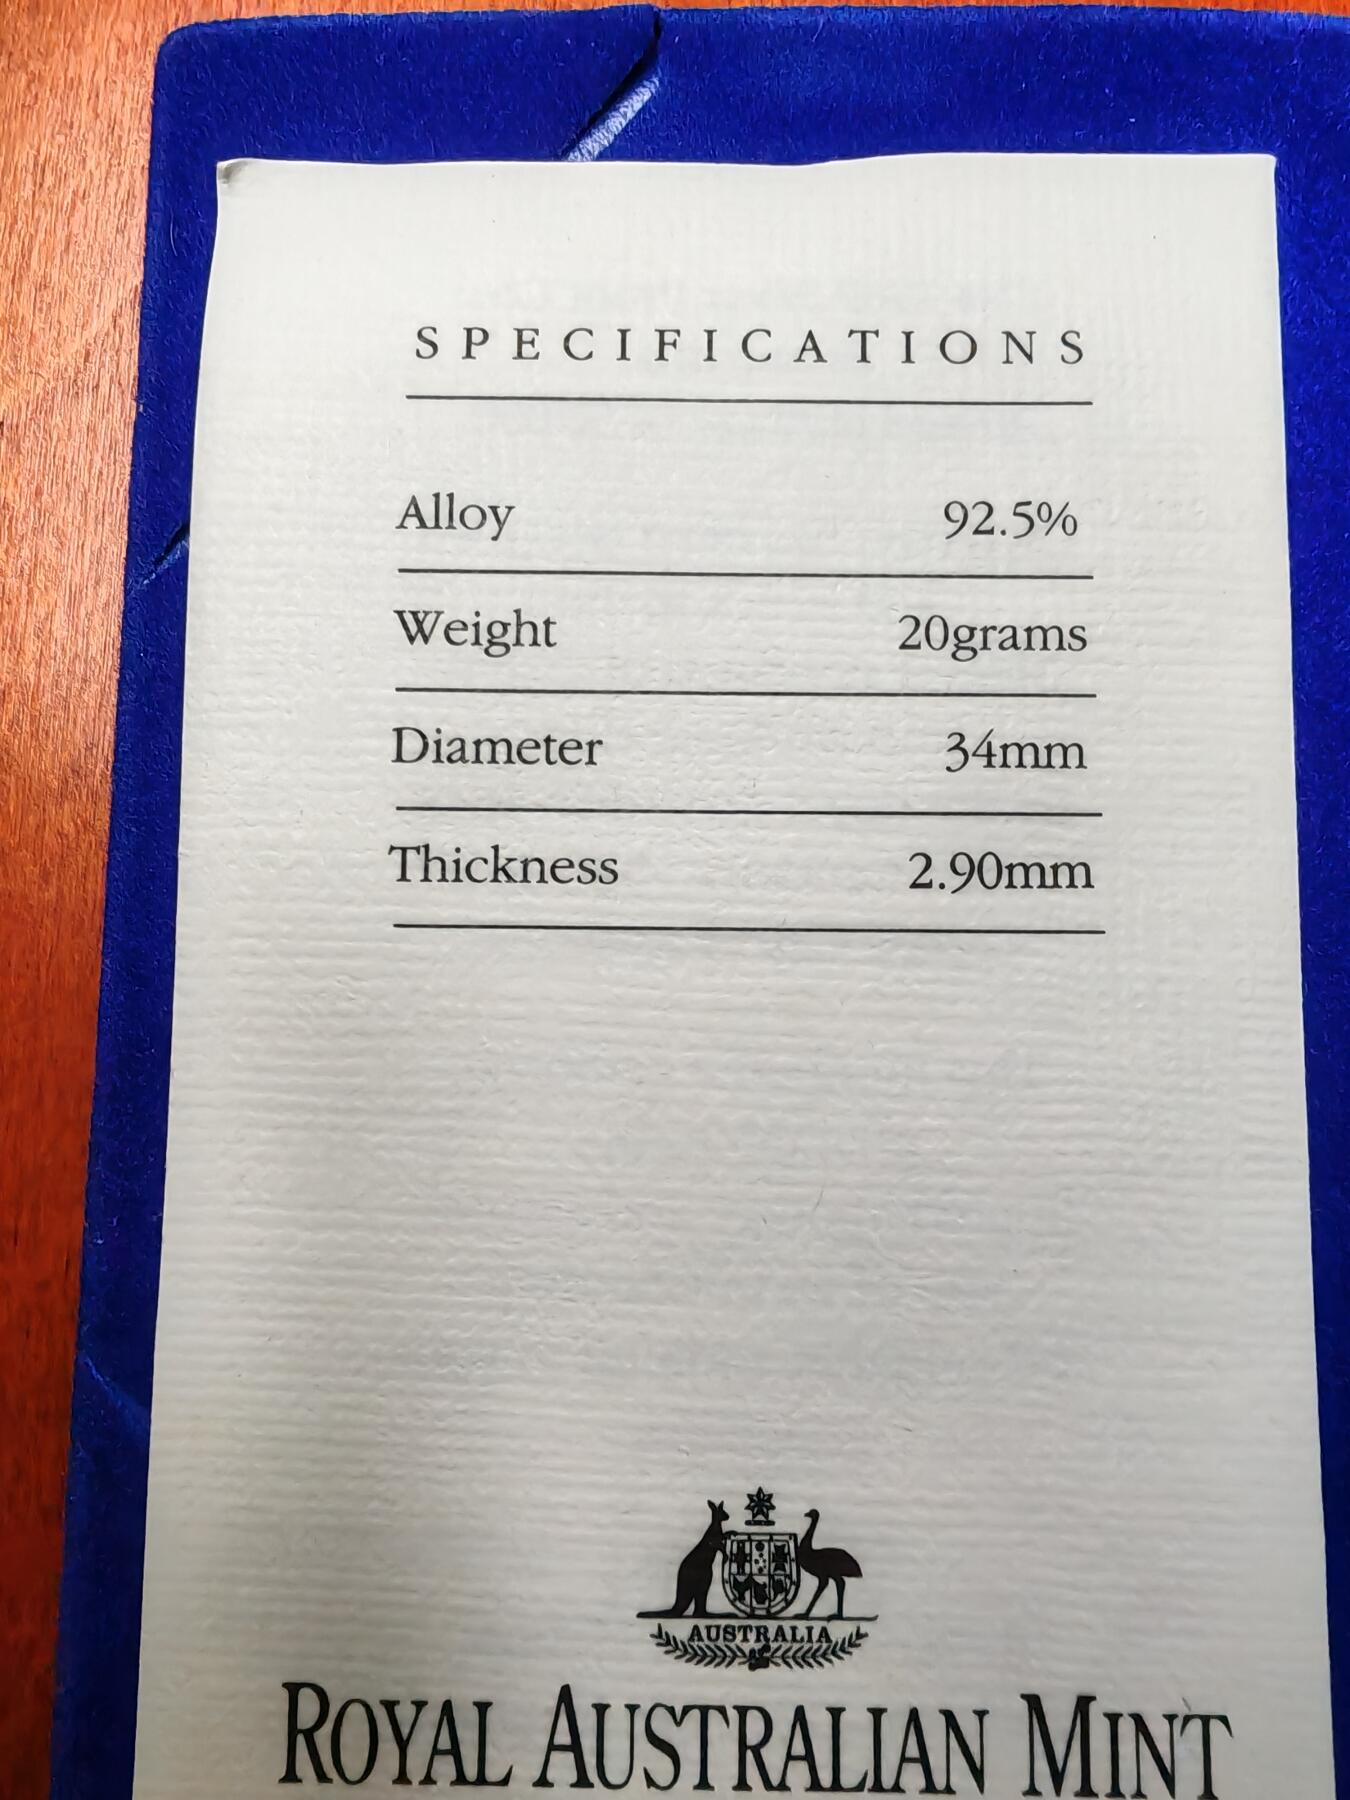 SPECIFICATIONS
Alloy 92.5%
Weight 20grams
Diameter 34mm
Thickness 2.90mm
AUSTRALIA
ROYAL AUSTRALIAN MINT